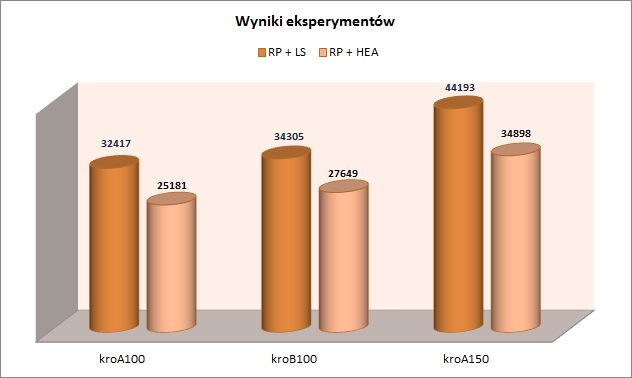 Wyniki eksperymentów
RP + LS RP + HEA
32417 25181 34305 27649 44193 34898
kroA100 kroB100 kroA150